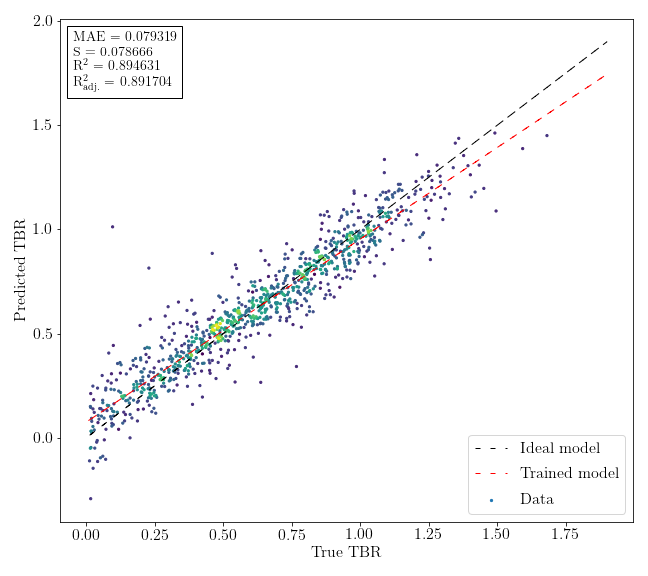 MAE = 0.079319
S = 0.078666
R² = 0.894631
R²adj. = 0.891704
2.0
1.5
1.0
0.5
0.0
Predicted TBR
Ideal model
Trained model
Data
0.00 0.25 0.50 0.75 1.00 1.25 1.50 1.75
True TBR